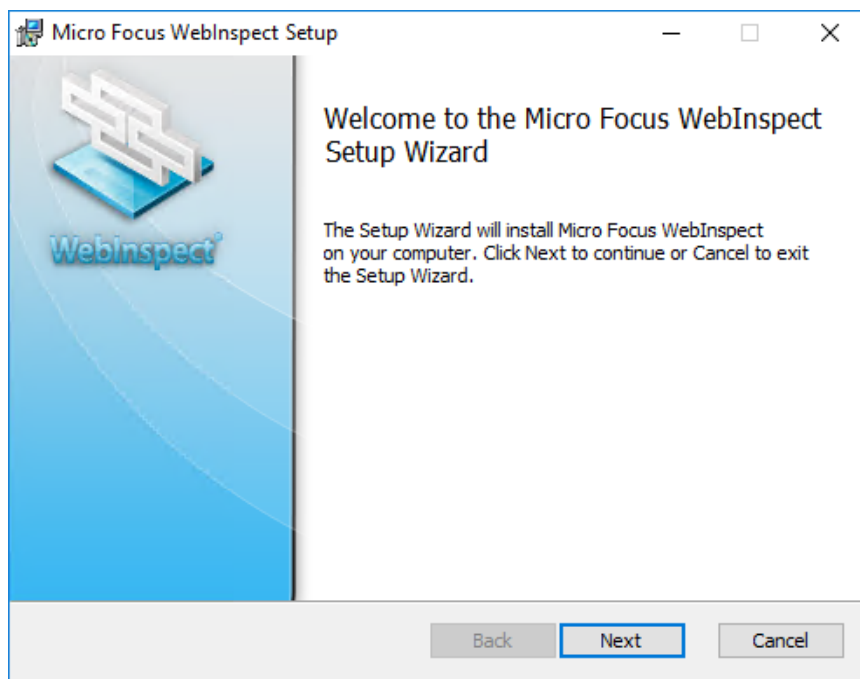 Micro Focus WebInspect Setup
Welcome to the Micro Focus WebInspect
Setup Wizard
WebInspect®
The Setup Wizard will install Micro Focus WebInspect
on your computer. Click Next to continue or Cancel to exit
the Setup Wizard.
Back
Next
Cancel